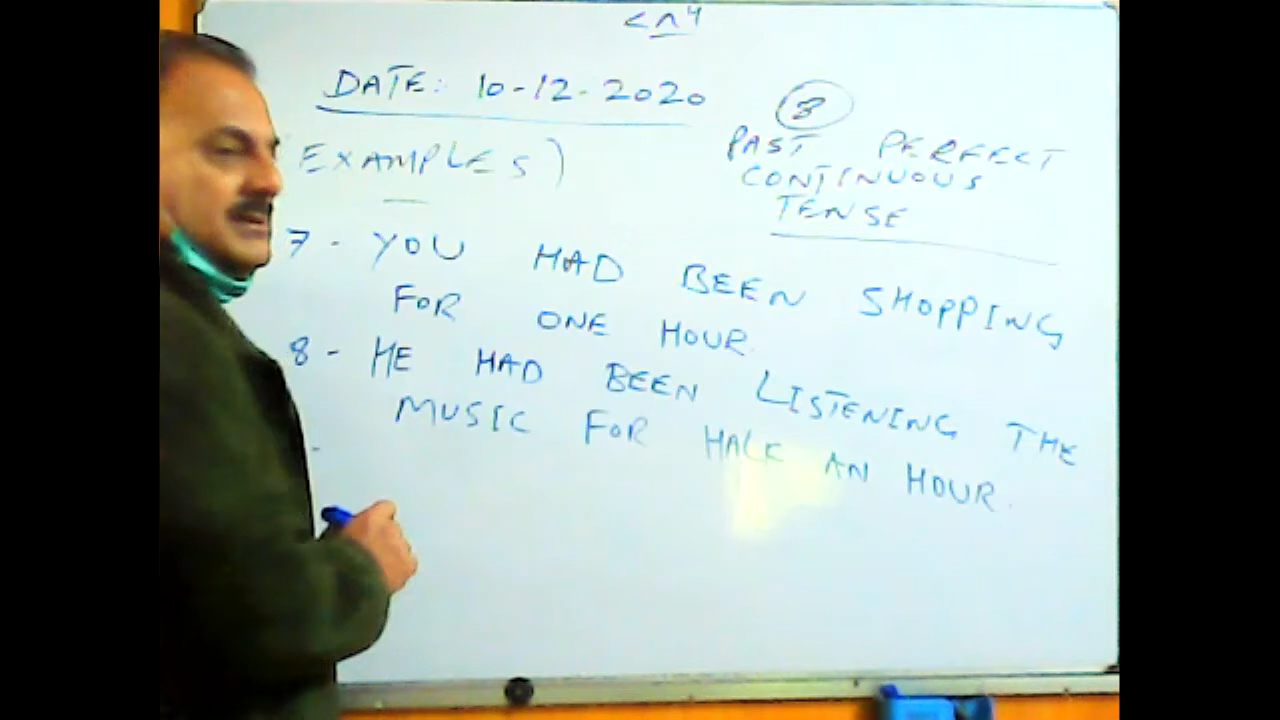 DATE: 10-12-2020
8
PAST PERFECT
CONTINUOUS
TENSE
EXAMPLES)
7 - YOU HAD BEEN SHOPPING
FOR ONE HOUR.
8 - HE HAD BEEN LISTENING THE
MUSIC FOR HALF AN HOUR.